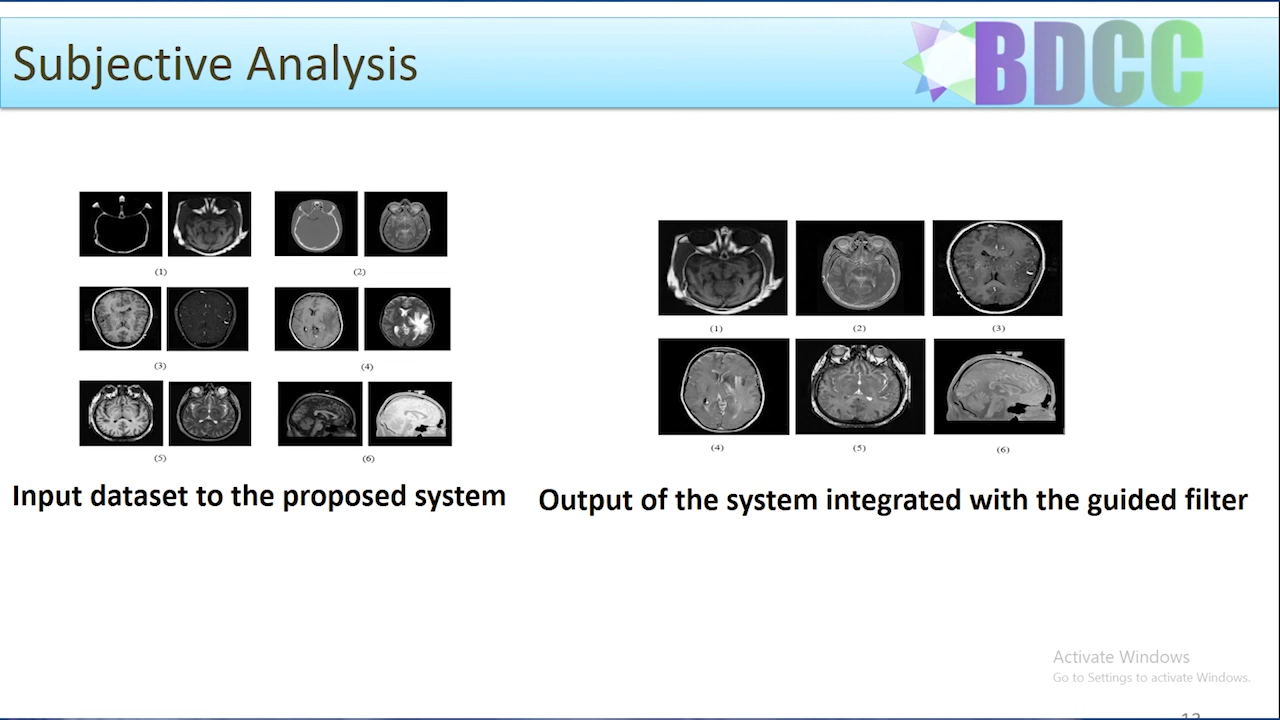 Subjective Analysis
BDCC
(1)
(2)
(3)
(4)
(5)
(6)
Input dataset to the proposed system
(1)
(2)
(3)
(4)
(5)
(6)
Output of the system integrated with the guided filter
Activate Windows
Go to Settings to activate Windows.